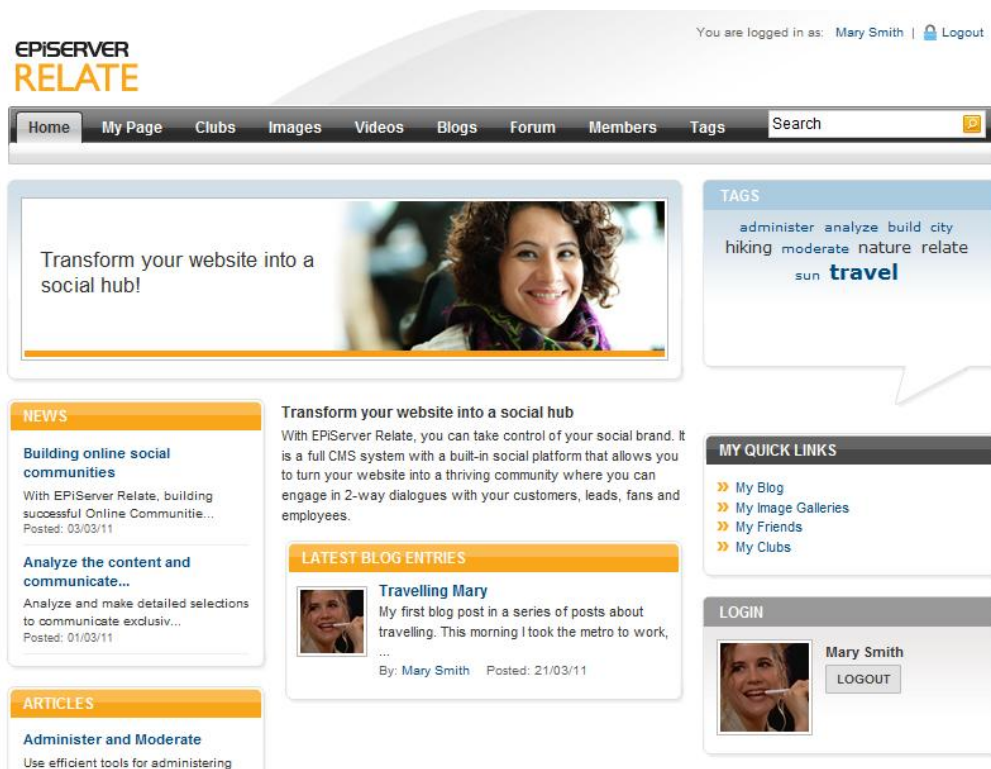 You are logged in as: Mary Smith | Logout
EPiSERVER
RELATE
Home My Page Clubs Images Videos Blogs Forum Members Tags Search
Transform your website into a
social hub!
TAGS
administer analyze build city
hiking moderate nature relate
sun travel
NEWS
Building online social
communities
With EPiServer Relate, building
successful Online Communitie...
Posted: 03/03/11
Analyze the content and
communicate...
Analyze and make detailed selections
to communicate exclusiv...
Posted: 01/03/11
ARTICLES
Administer and Moderate
Use efficient tools for administering
Transform your website into a social hub
With EPiServer Relate, you can take control of your social brand. It
is a full CMS system with a built-in social platform that allows you
to turn your website into a thriving community where you can
engage in 2-way dialogues with your customers, leads, fans and
employees.
LATEST BLOG ENTRIES
Travelling Mary
My first blog post in a series of posts about
travelling. This morning I took the metro to work,
...
By: Mary Smith Posted: 21/03/11
MY QUICK LINKS
My Blog
My Image Galleries
My Friends
My Clubs
LOGIN
Mary Smith
LOGOUT